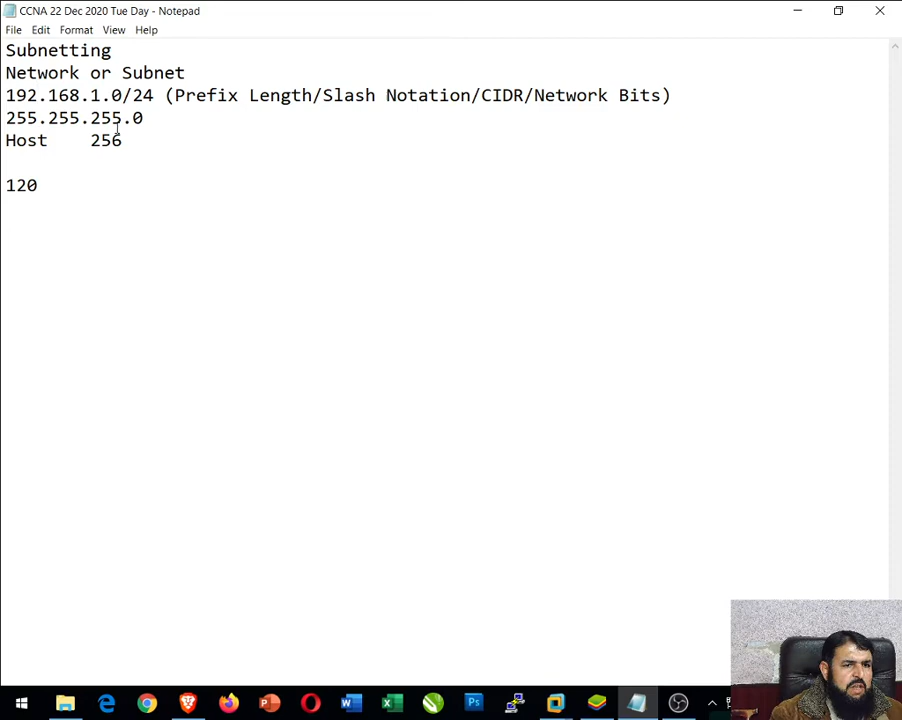 CCNA 22 Dec 2020 Tue Day - Notepad
File Edit Format View Help
Subnetting
Network or Subnet
192.168.1.0/24 (Prefix Length/Slash Notation/CIDR/Network Bits)
255.255.255.0
Host 256
120